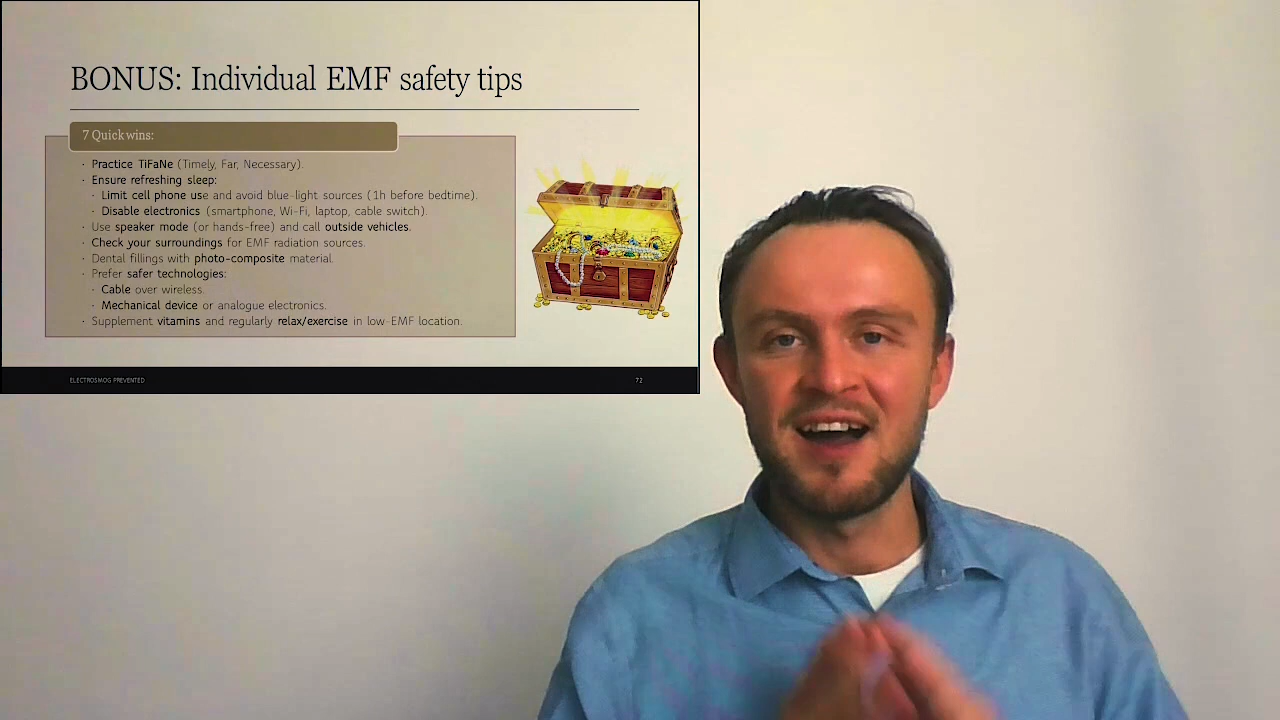 BONUS: Individual EMF safety tips
7 Quick wins:
· Practice TiFaNe (Timely, Far, Necessary).
· Ensure refreshing sleep:
· Limit cell phone use and avoid blue-light sources (1h before bedtime).
· Disable electronics (smartphone, Wi-Fi, laptop, cable switch).
· Use speaker mode (or hands-free) and call outside vehicles.
· Check your surroundings for EMF radiation sources.
· Dental fillings with photo-composite material.
· Prefer safer technologies:
· Cable over wireless.
· Mechanical device or analogue electronics.
· Supplement vitamins and regularly relax/exercise in low-EMF location.
ELECTROSMOG PREVENTED 72